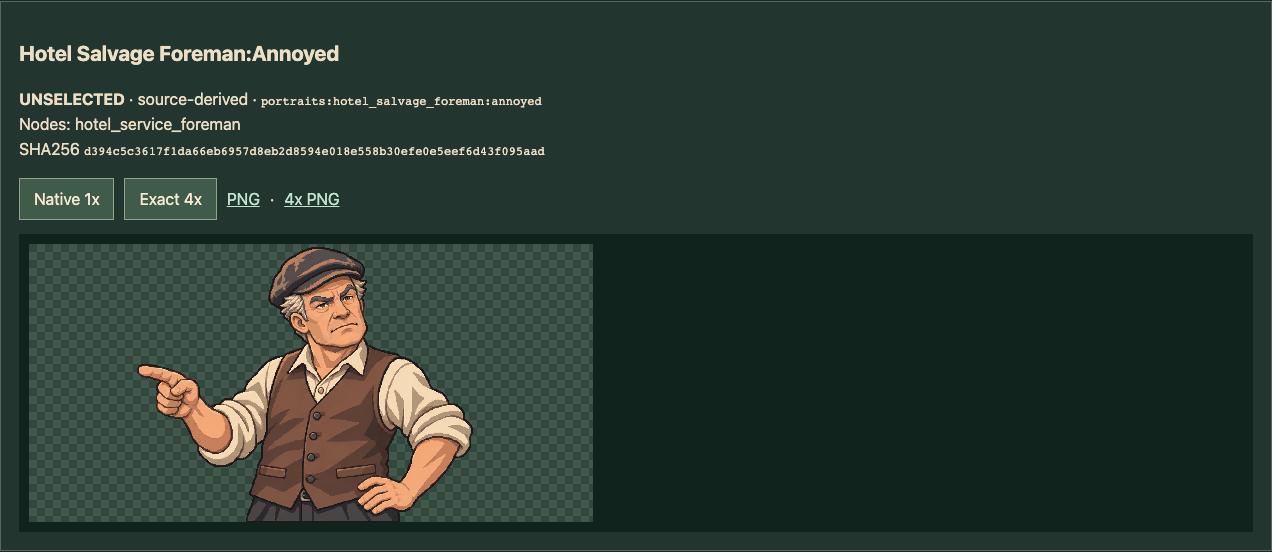 Hotel Salvage Foreman:Annoyed
UNSELECTED · source-derived · portraits:hotel_salvage_foreman:annoyed
Nodes: hotel_service_foreman
SHA256 d394c5c3617f1da66eb6957d8eb2d8594e018e558b30efe0e5eef6d43f095aad
Native 1x Exact 4x PNG · 4x PNG